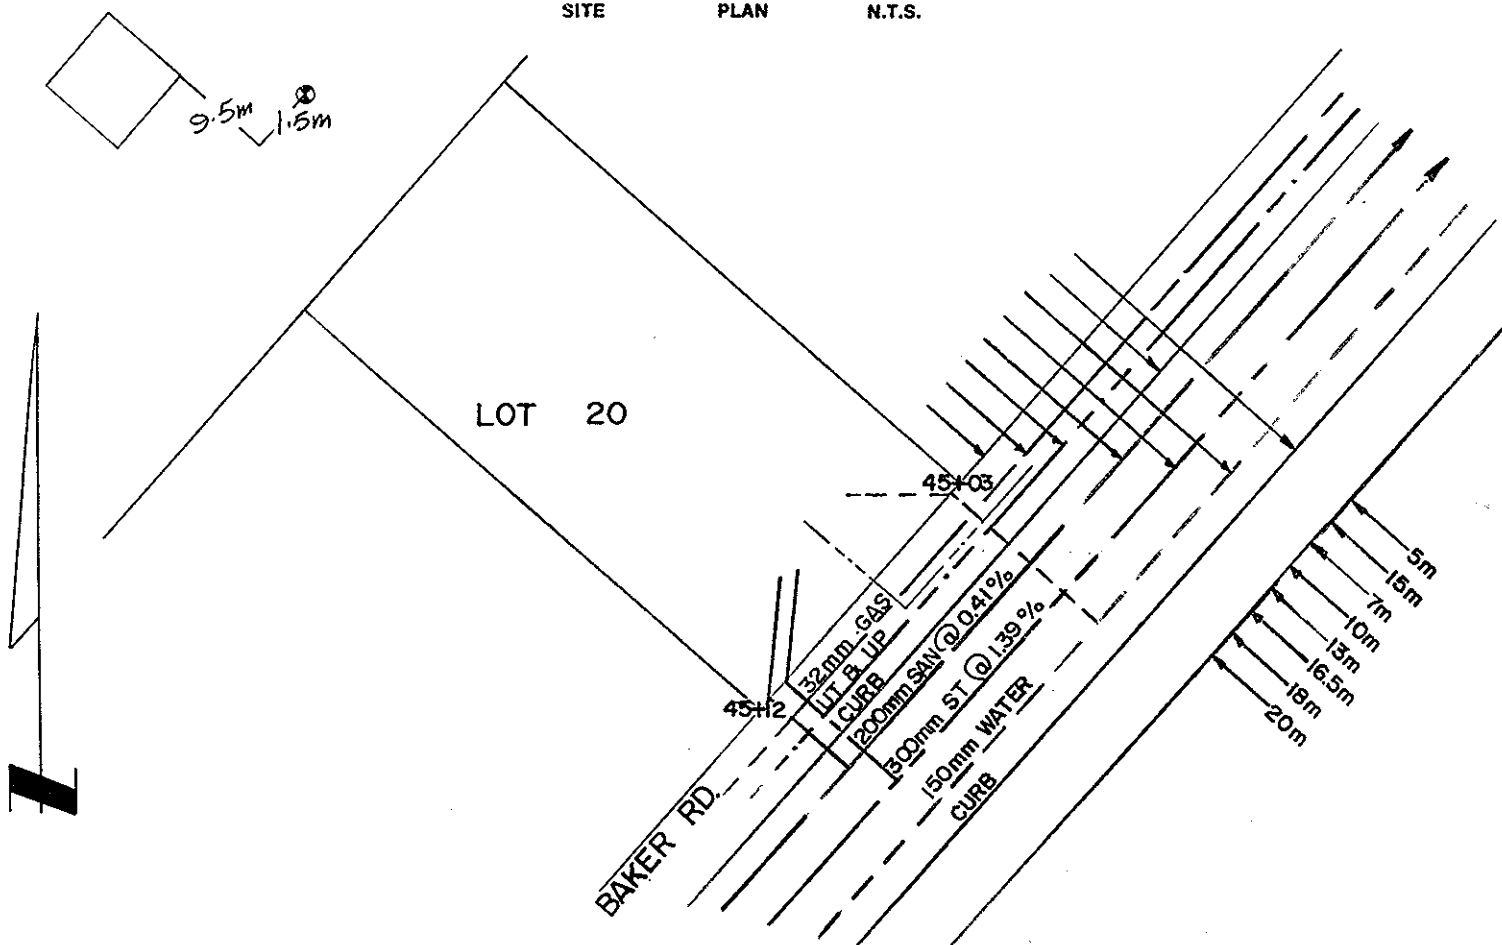 SITE PLAN N.T.S.
9.5m 1.5m
LOT 20
45+03
45+12
32mm GAS
UT & UP
CURB
200mm SAN @ 0.41%
300mm ST @ 1.39%
150mm WATER
CURB
BAKER RD.
5m
15m
7m
10m
13m
16.5m
18m
20m